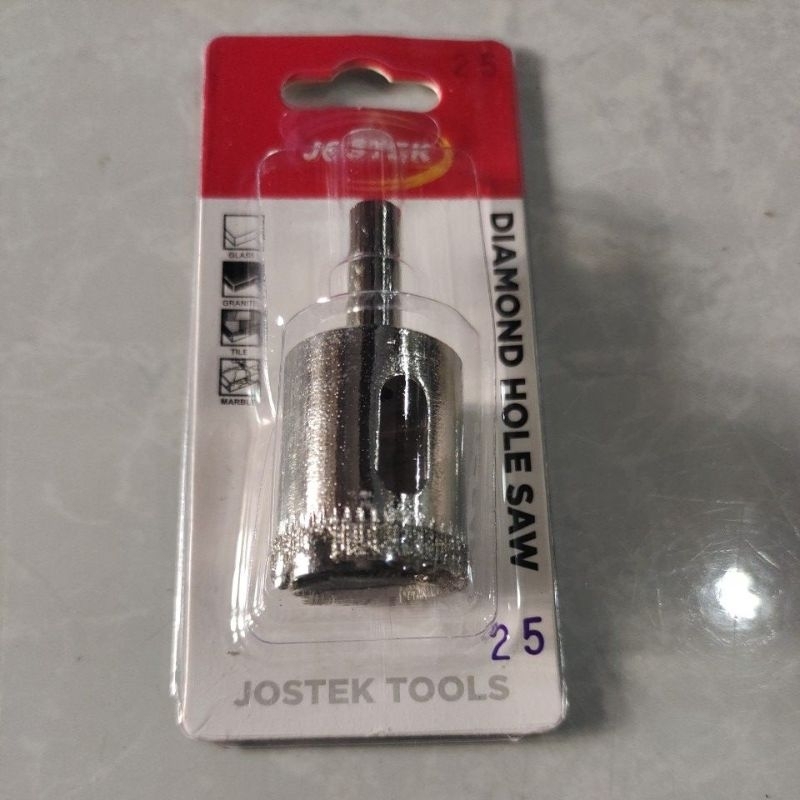 25
JOSTEK
GLASS
GRANITE
TILE
MARBLE
DIAMOND HOLE SAW
25
JOSTEK TOOLS